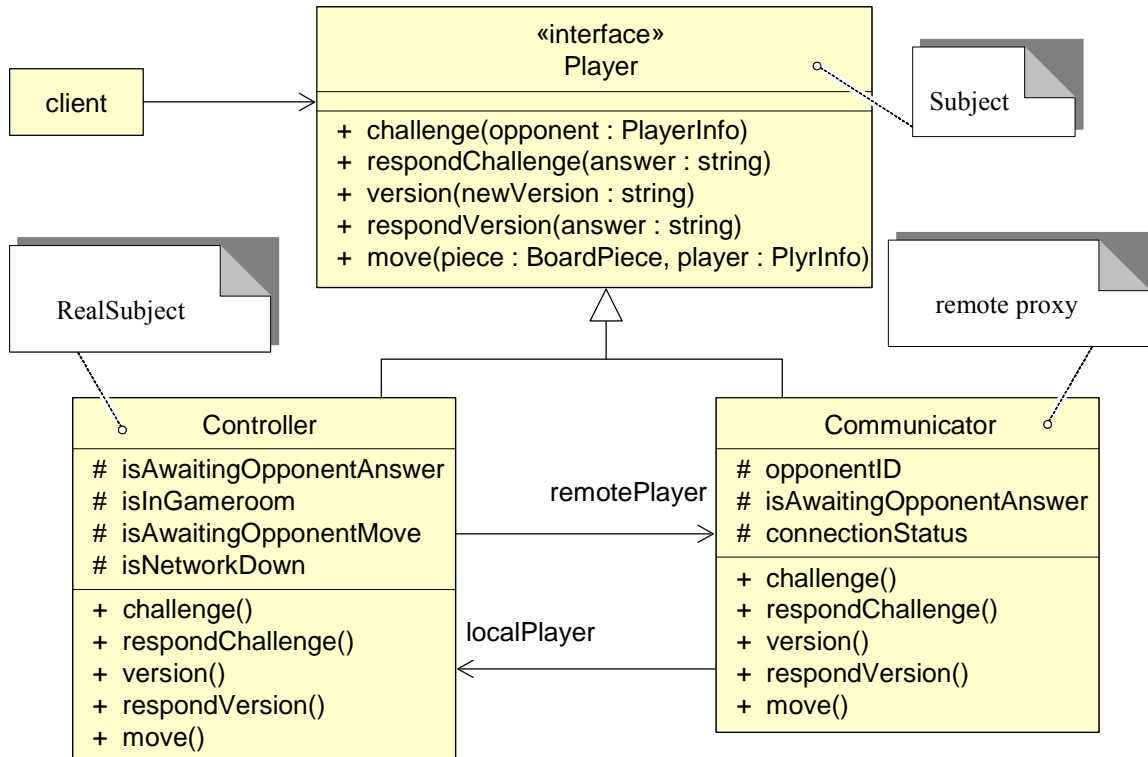 «interface»
Player
client
Subject
+ challenge(opponent : PlayerInfo)
+ respondChallenge(answer : string)
+ version(newVersion : string)
+ respondVersion(answer : string)
+ move(piece : BoardPiece, player : PlyrInfo)
RealSubject
remote proxy
Controller
# isAwaitingOpponentAnswer
# isInGameroom
# isAwaitingOpponentMove
# isNetworkDown
+ challenge()
+ respondChallenge()
+ version()
+ respondVersion()
+ move()
remotePlayer
localPlayer
Communicator
# opponentID
# isAwaitingOpponentAnswer
# connectionStatus
+ challenge()
+ respondChallenge()
+ version()
+ respondVersion()
+ move()